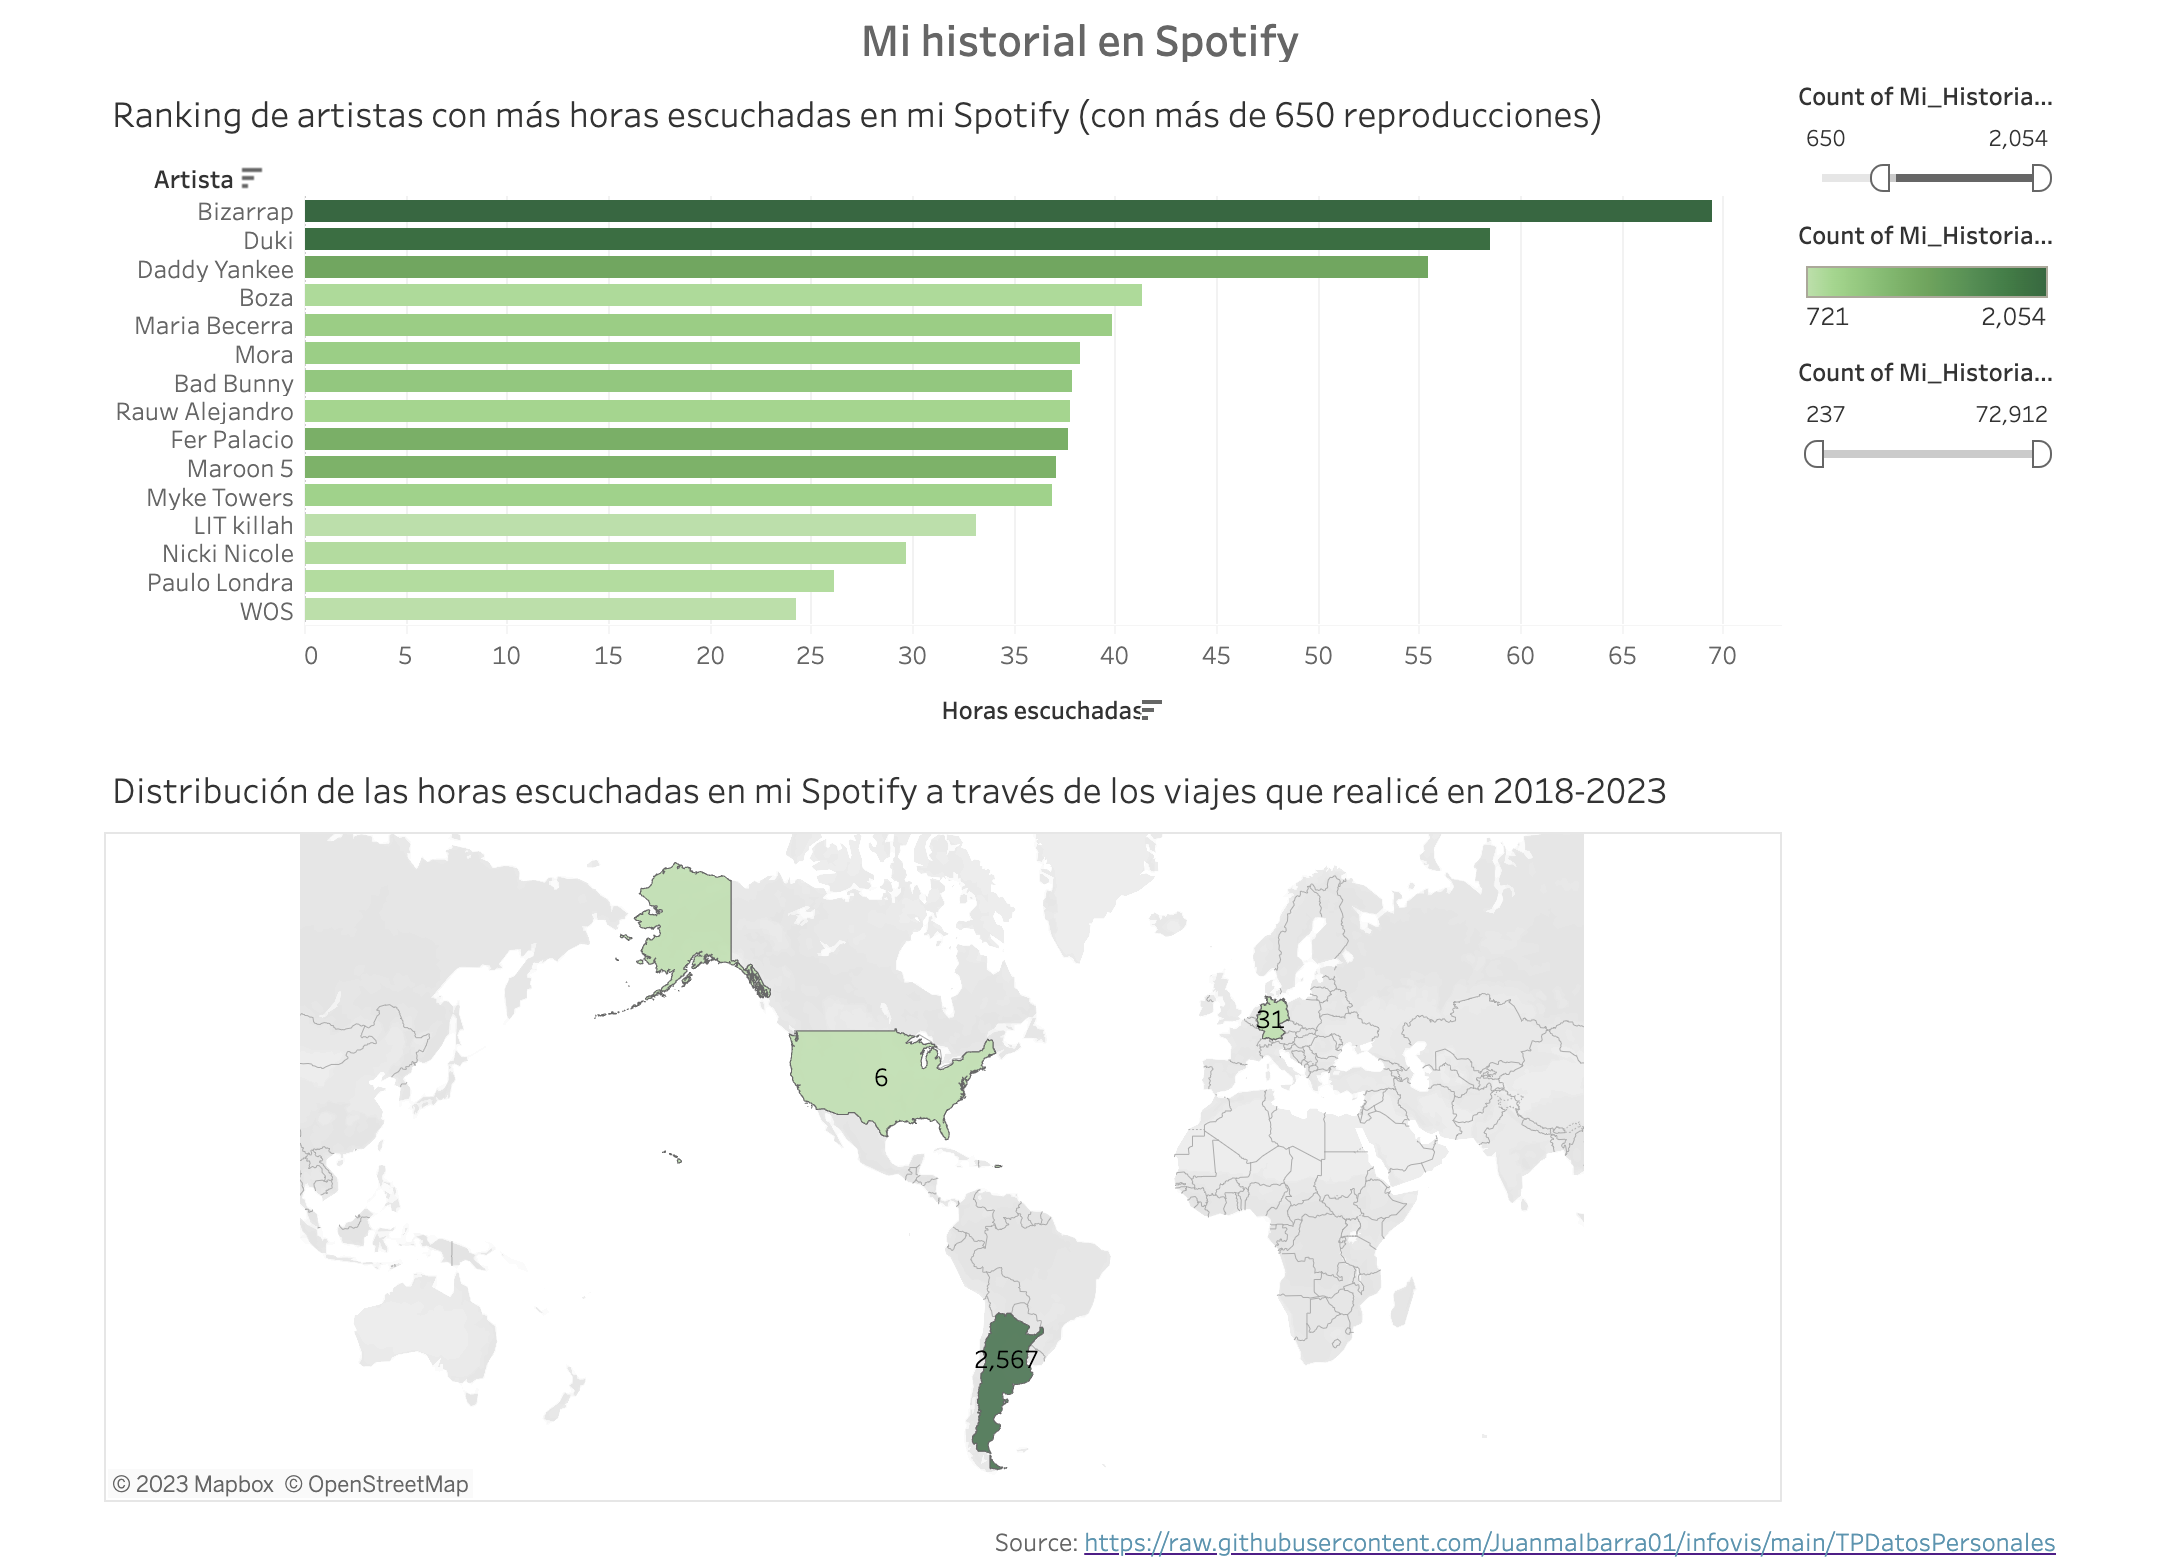 Mi historial en Spotify
Ranking de artistas con más horas escuchadas en mi Spotify (con más de 650 reproducciones)
Artista
Bizarrap
Duki
Daddy Yankee
Boza
Maria Becerra
Mora
Bad Bunny
Rauw Alejandro
Fer Palacio
Maroon 5
Myke Towers
LIT killah
Nicki Nicole
Paulo Londra
WOS
0 5 10 15 20 25 30 35 40 45 50 55 60 65 70
Horas escuchadas
Count of Mi_Historia...
650 2,054
Count of Mi_Historia...
721 2,054
Count of Mi_Historia...
237 72,912
Distribución de las horas escuchadas en mi Spotify a través de los viajes que realicé en 2018-2023
31
6
2,567
© 2023 Mapbox © OpenStreetMap
Source: https://raw.githubusercontent.com/JuanmaIbarra01/infovis/main/TPDatosPersonales